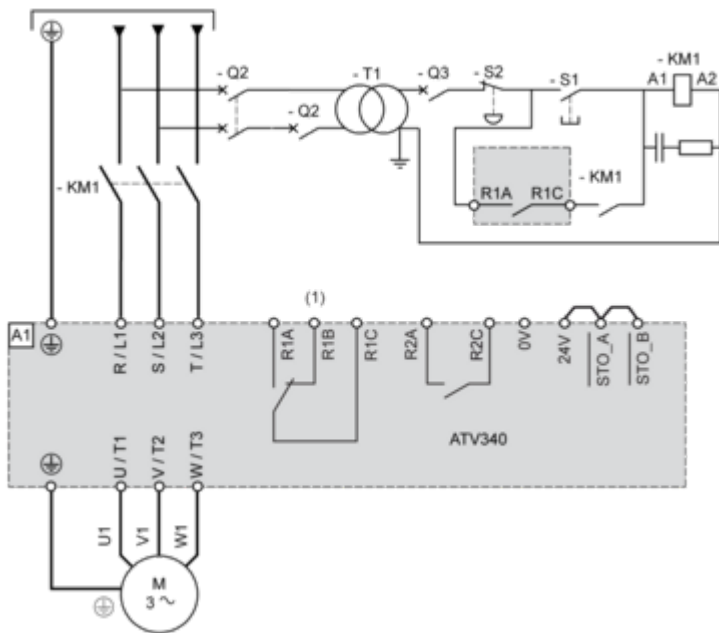 - Q2
- T1
- Q3
- S2
- S1
- KM1
A1
A2
- Q2
- KM1
R1A
R1C
- KM1
(1)
A1
R / L1
S / L2
T / L3
R1A
R1B
R1C
R2A
R2C
0V
24V
STO_A
STO_B
ATV340
U / T1
V / T2
W / T3
U1
V1
W1
M
3 ~